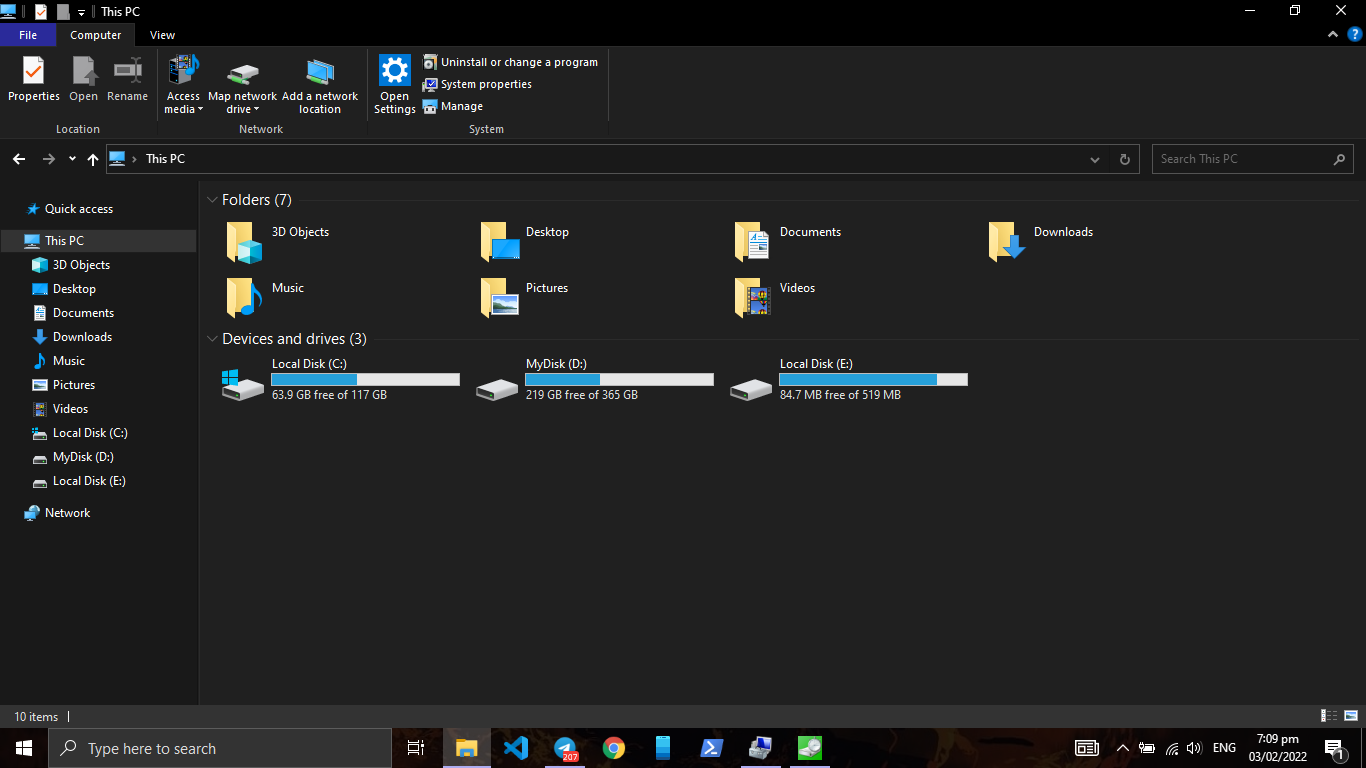 This PC
File Computer View
Properties Open Rename Access media Map network drive Add a network location Open Settings Uninstall or change a program
System properties
Manage
Location Network System
This PC Search This PC
Quick access
This PC
3D Objects
Desktop
Documents
Downloads
Music
Pictures
Videos
Local Disk (C:)
MyDisk (D:)
Local Disk (E:)
Network
Folders (7)
3D Objects Desktop Documents Downloads
Music Pictures Videos
Devices and drives (3)
Local Disk (C:) MyDisk (D:) Local Disk (E:)
63.9 GB free of 117 GB 219 GB free of 365 GB 84.7 MB free of 519 MB
10 items
Type here to search 207 ENG 7:09 pm 1
03/02/2022